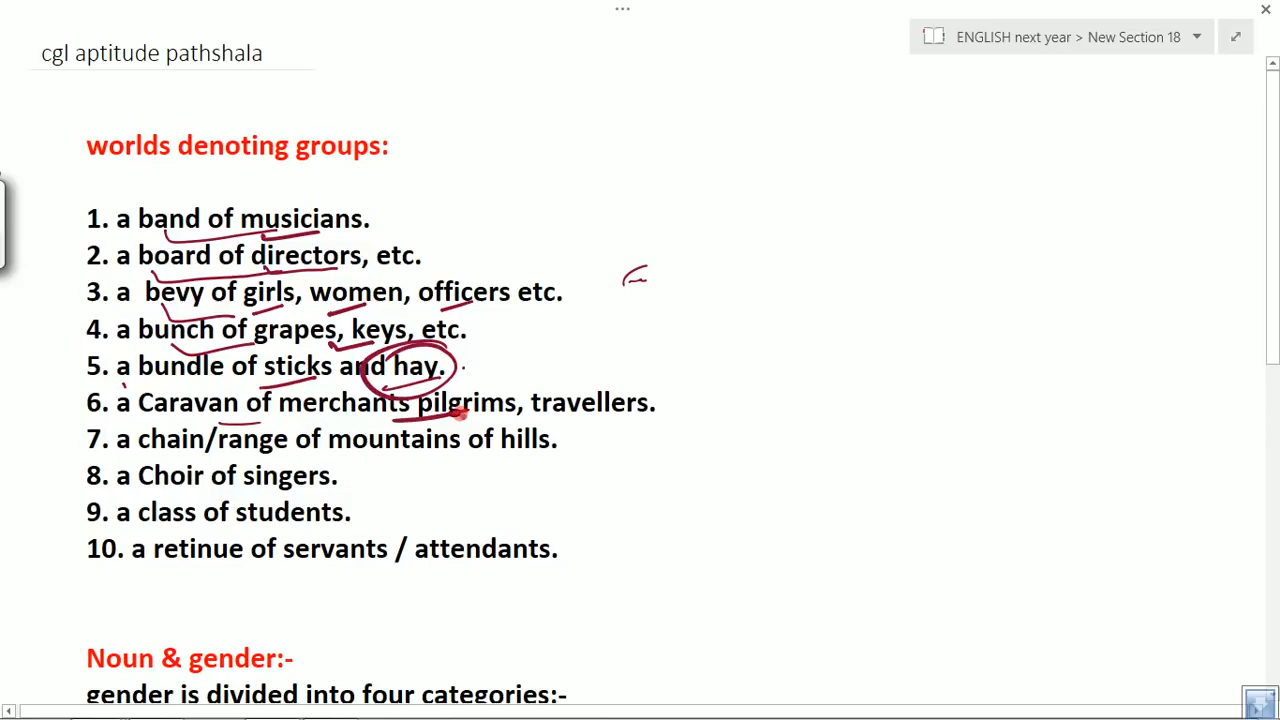 ENGLISH next year > New Section 18
cgl aptitude pathshala
worlds denoting groups:
1. a band of musicians.
2. a board of directors, etc.
3. a bevy of girls, women, officers etc.
4. a bunch of grapes, keys, etc.
5. a bundle of sticks and hay.
6. a Caravan of merchants pilgrims, travellers.
7. a chain/range of mountains of hills.
8. a Choir of singers.
9. a class of students.
10. a retinue of servants / attendants.
Noun & gender:-
gender is divided into four categories:-